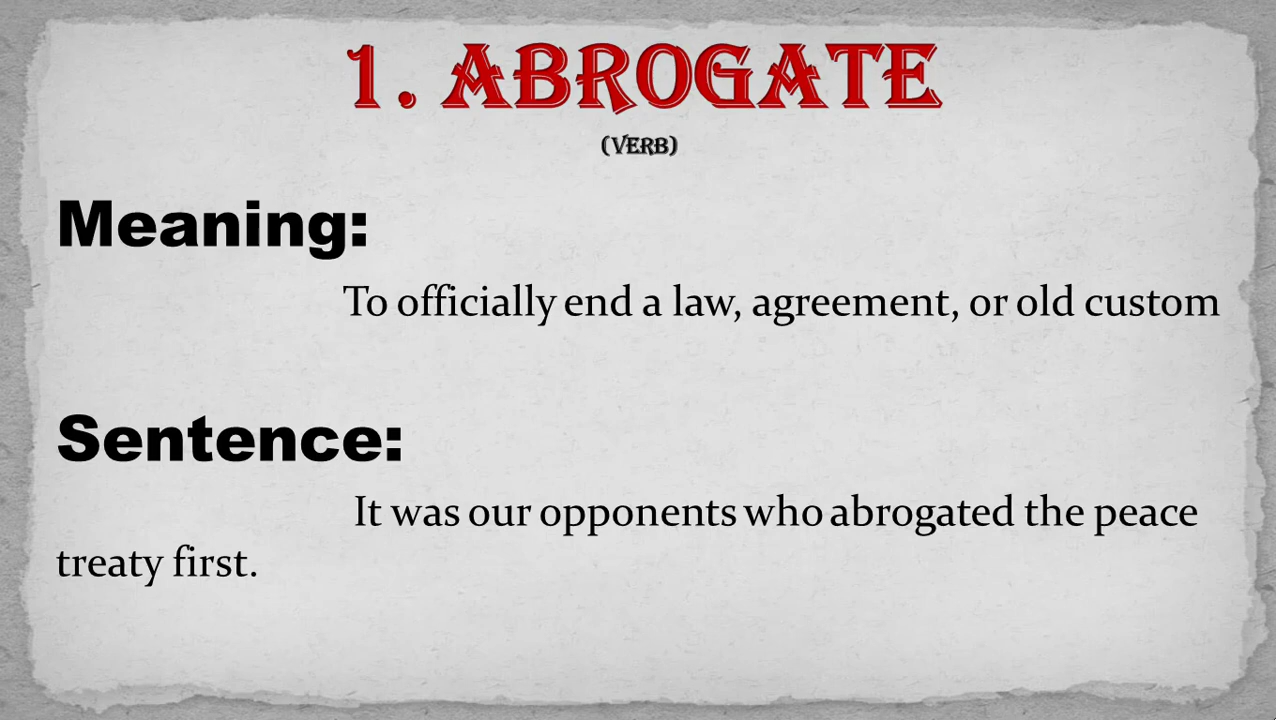 1. ABROGATE
(VERB)
Meaning:
To officially end a law, agreement, or old custom
Sentence:
It was our opponents who abrogated the peace
treaty first.